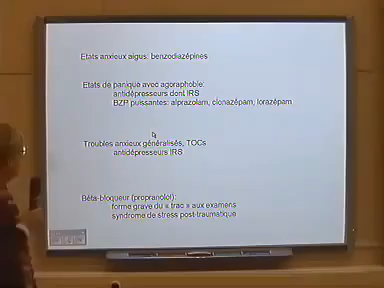 Etats anxieux aigus: benzodiazépines
Etats de panique avec agoraphobie:
antidépresseurs dont IRS
BZP puissantes: alprazolam, clonazépam, lorazépam
Troubles anxieux généralisés, TOCs
antidépresseurs IRS
Bêta-bloqueur (propranolol):
forme grave du « trac » aux examens
syndrome de stress post-traumatique